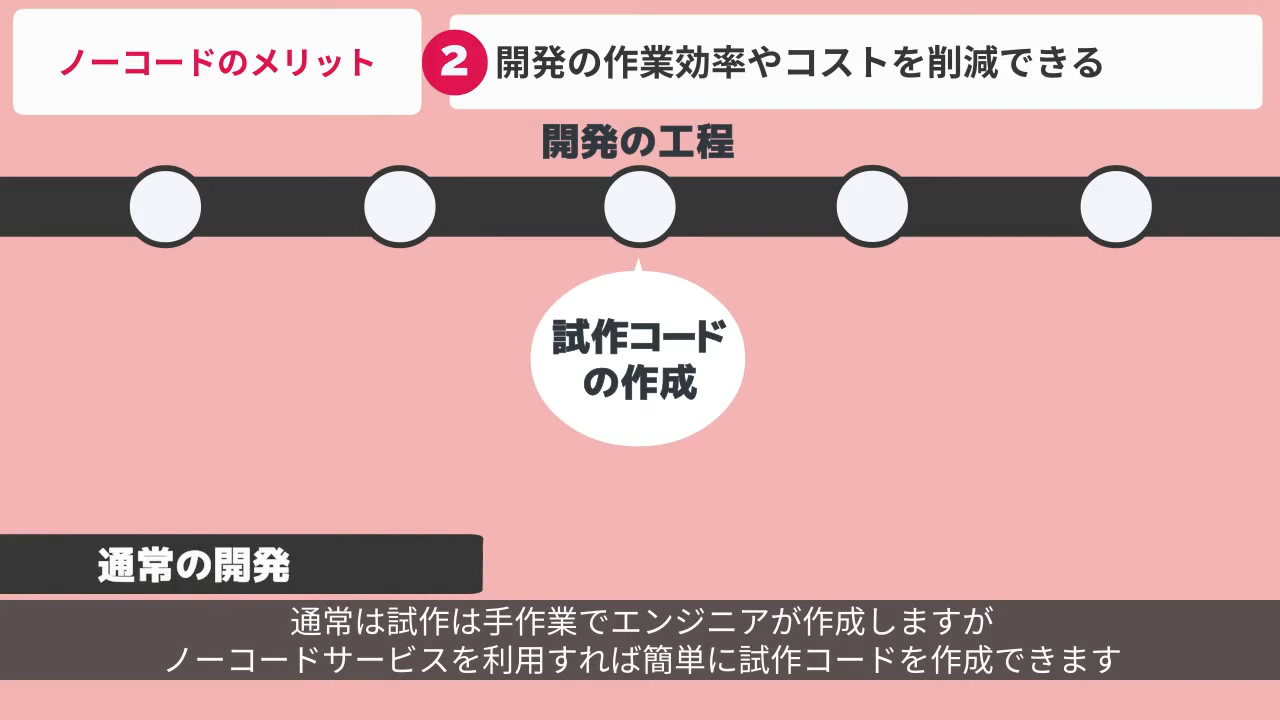 ノーコードのメリット
2 開発の作業効率やコストを削減できる
開発の工程
試作コード
の作成
通常の開発
通常は試作は手作業でエンジニアが作成しますが
ノーコードサービスを利用すれば簡単に試作コードを作成できます